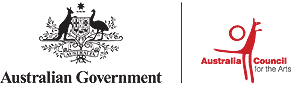 Australian Government
Australia Council
for the Arts